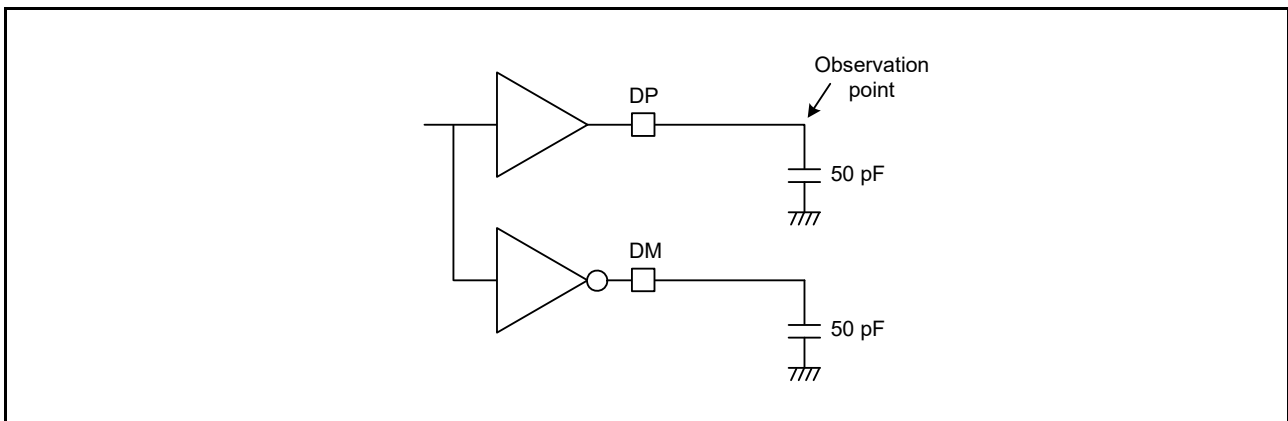 Observation
point
DP
50 pF
DM
50 pF